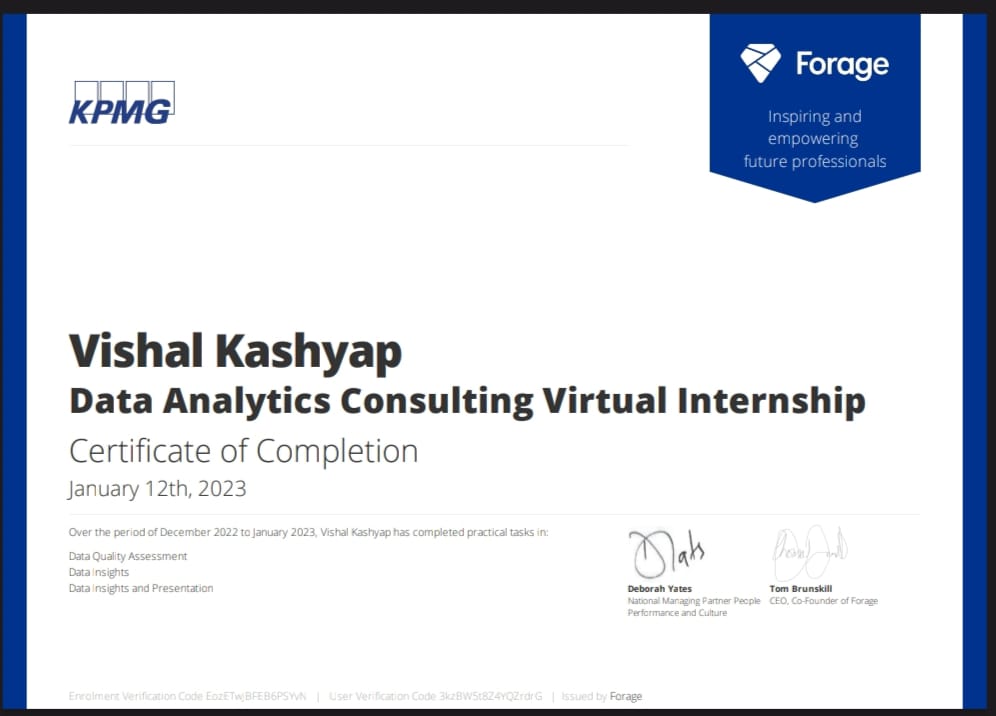 KPMG
Forage
Inspiring and
empowering
future professionals
Vishal Kashyap
Data Analytics Consulting Virtual Internship
Certificate of Completion
January 12th, 2023
Over the period of December 2022 to January 2023, Vishal Kashyap has completed practical tasks in:
Data Quality Assessment
Data Insights
Data Insights and Presentation
Deborah Yates
National Managing Partner People
Performance and Culture
Tom Brunskill
CEO, Co-Founder of Forage
Enrolment Verification Code EozETwjBFEB6PSYvN | User Verification Code 3kzBW5t8Z4YQZrdrG | Issued by Forage